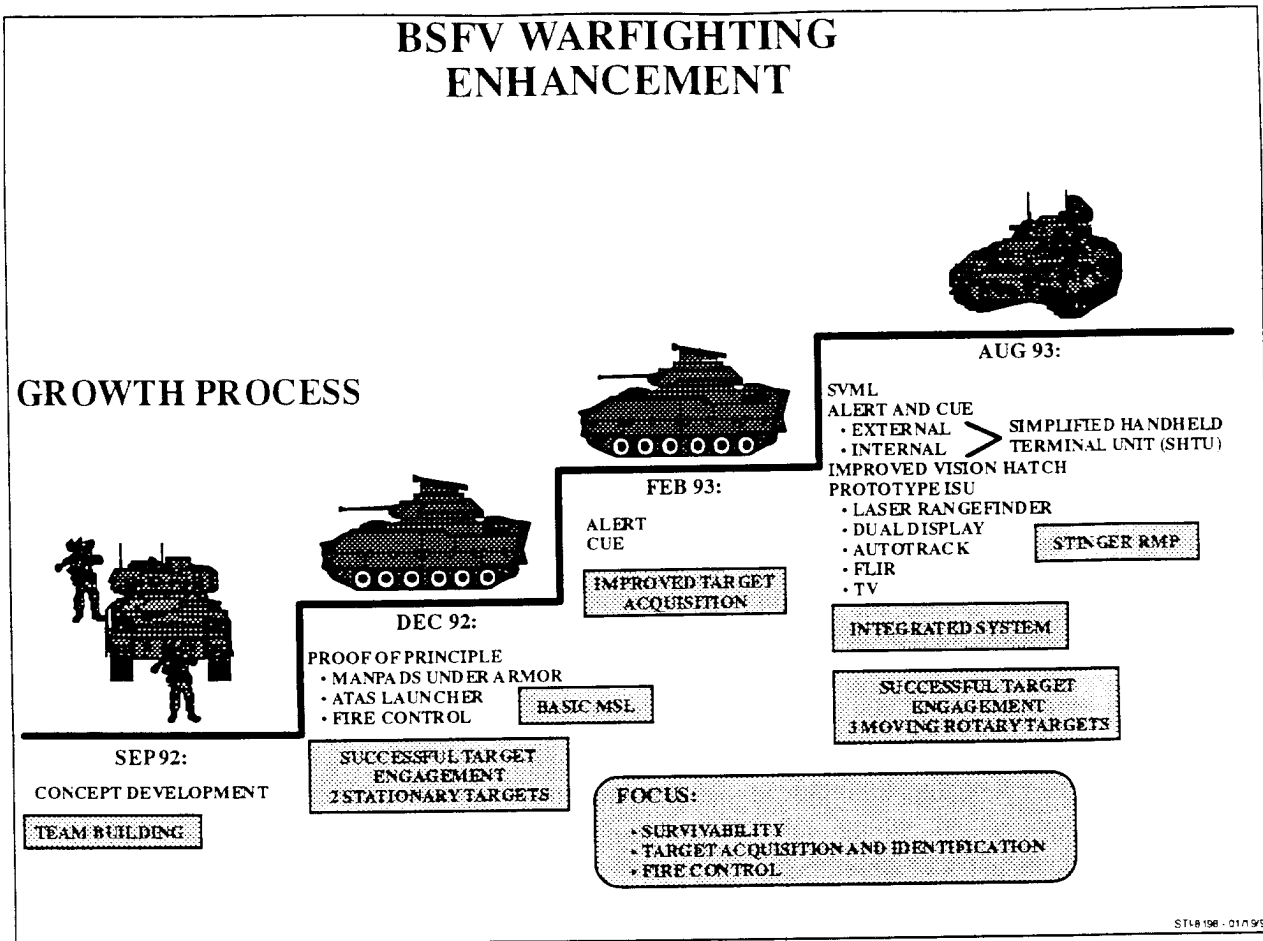 BSFV WARFIGHTING
ENHANCEMENT
GROWTH PROCESS
SEP 92:
CONCEPT DEVELOPMENT
TEAM BUILDING
DEC 92:
PROOF OF PRINCIPLE
• MANPADS UNDER ARMOR
• ATAS LAUNCHER
• FIRE CONTROL
BASIC MSL
SUCCESSFUL TARGET
ENGAGEMENT
2 STATIONARY TARGETS
FEB 93:
ALERT
CUE
IMPROVED TARGET
ACQUISITION
AUG 93:
SVML
ALERT AND CUE
• EXTERNAL
• INTERNAL
SIMPLIFIED HANDHELD
TERMINAL UNIT (SHTU)
IMPROVED VISION HATCH
PROTOTYPE ISU
• LASER RANGEFINDER
• DUAL DISPLAY
• AUTOTRACK
• FLIR
• TV
STINGER RMP
INTEGRATED SYSTEM
SUCCESSFUL TARGET
ENGAGEMENT
3 MOVING ROTARY TARGETS
FOCUS:
• SURVIVABILITY
• TARGET ACQUISITION AND IDENTIFICATION
• FIRE CONTROL